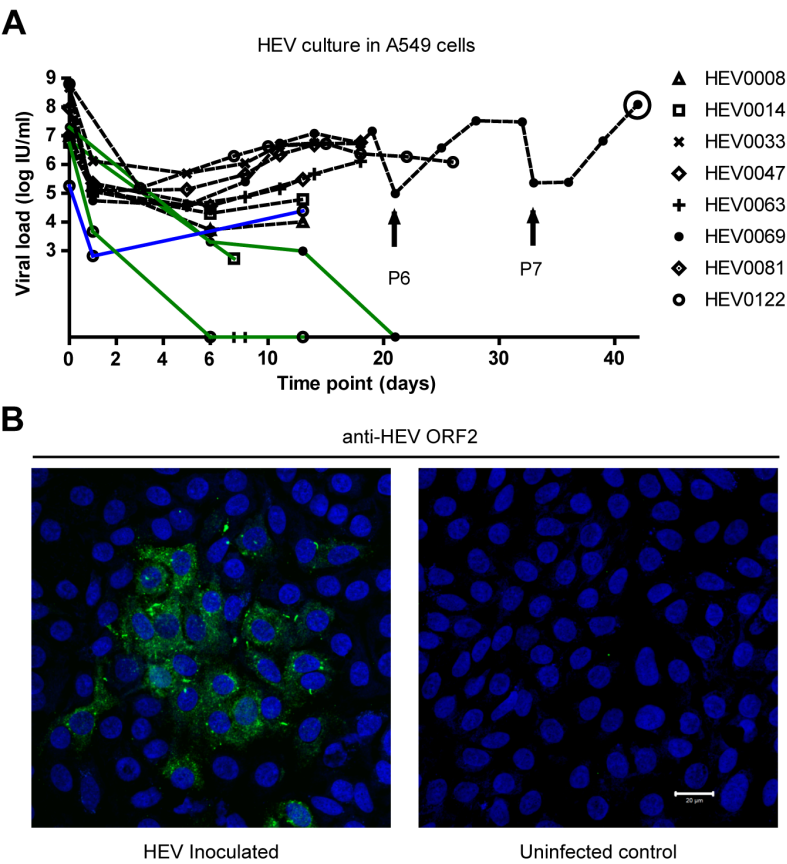 A
HEV culture in A549 cells
Viral load (log IU/ml)
9
8
7
6
5
4
3
0
2
4
6
10
20
30
40
Time point (days)
P6
P7
HEV0008
HEV0014
HEV0033
HEV0047
HEV0063
HEV0069
HEV0081
HEV0122
B
anti-HEV ORF2
20 µm
HEV Inoculated
Uninfected control